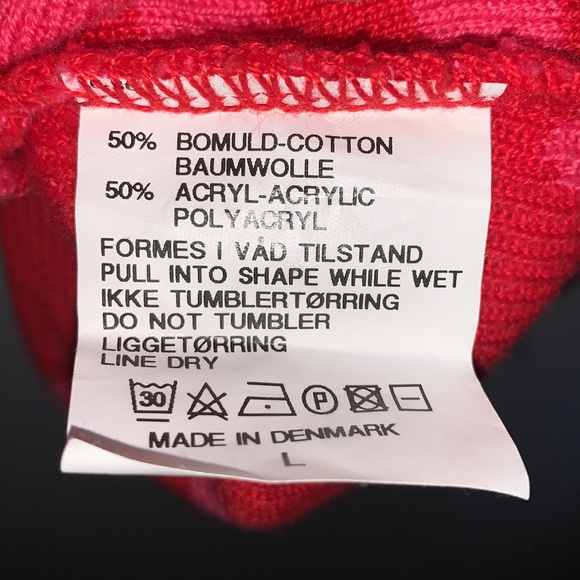 50% BOMULD-COTTON
BAUMWOLLE
50% ACRYL-ACRYLIC
POLYACRYL
FORMES I VÅD TILSTAND
PULL INTO SHAPE WHILE WET
IKKE TUMBLERTØRRING
DO NOT TUMBLER
LIGGETØRRING
LINE DRY
30 P
MADE IN DENMARK
L